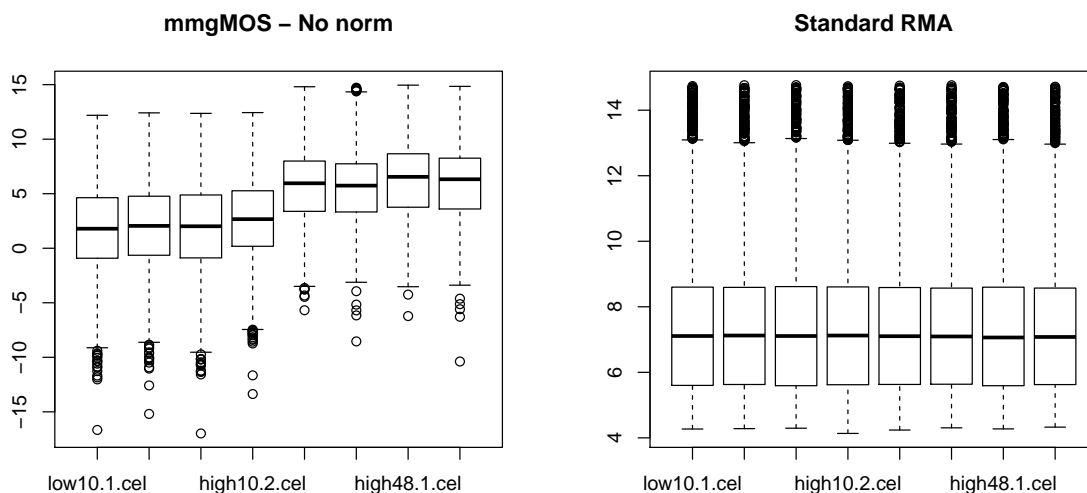 mmgMOS – No norm
15
10
5
0
−5
−10
−15
low10.1.cel
high10.2.cel
high48.1.cel
Standard RMA
14
12
10
8
6
4
low10.1.cel
high10.2.cel
high48.1.cel